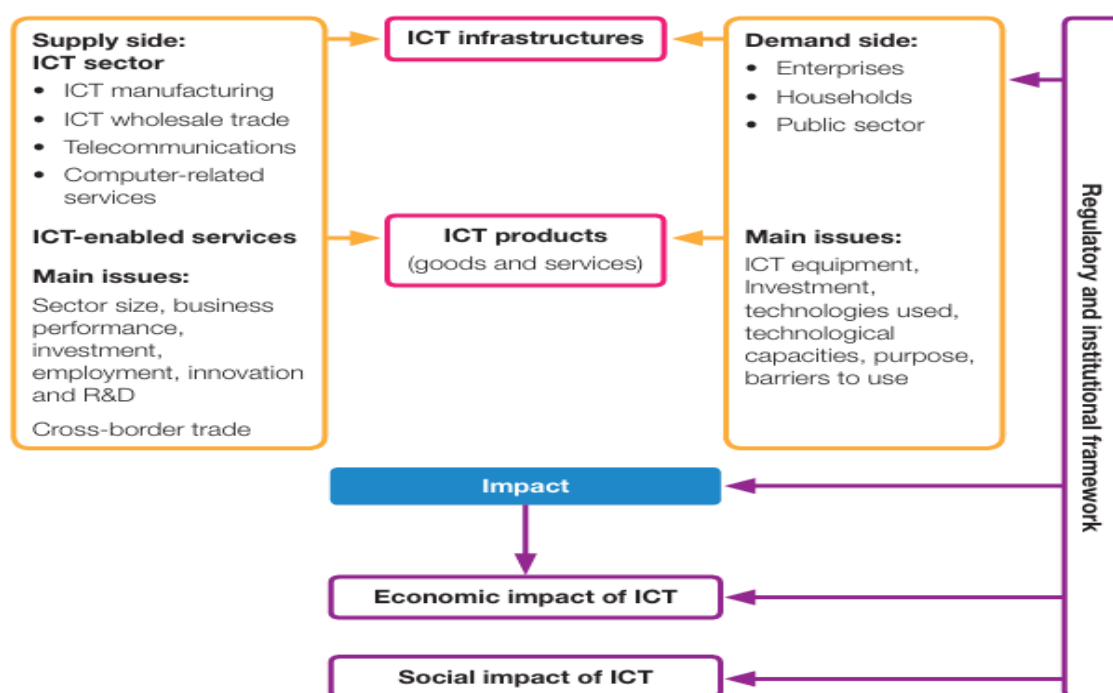 Supply side:
ICT sector
• ICT manufacturing
• ICT wholesale trade
• Telecommunications
• Computer-related
services
ICT-enabled services
Main issues:
Sector size, business
performance,
investment,
employment, innovation
and R&D
Cross-border trade
ICT infrastructures
ICT products
(goods and services)
Demand side:
• Enterprises
• Households
• Public sector
Main issues:
ICT equipment,
Investment,
technologies used,
technological
capacities, purpose,
barriers to use
Regulatory and institutional framework
Impact
Economic impact of ICT
Social impact of ICT